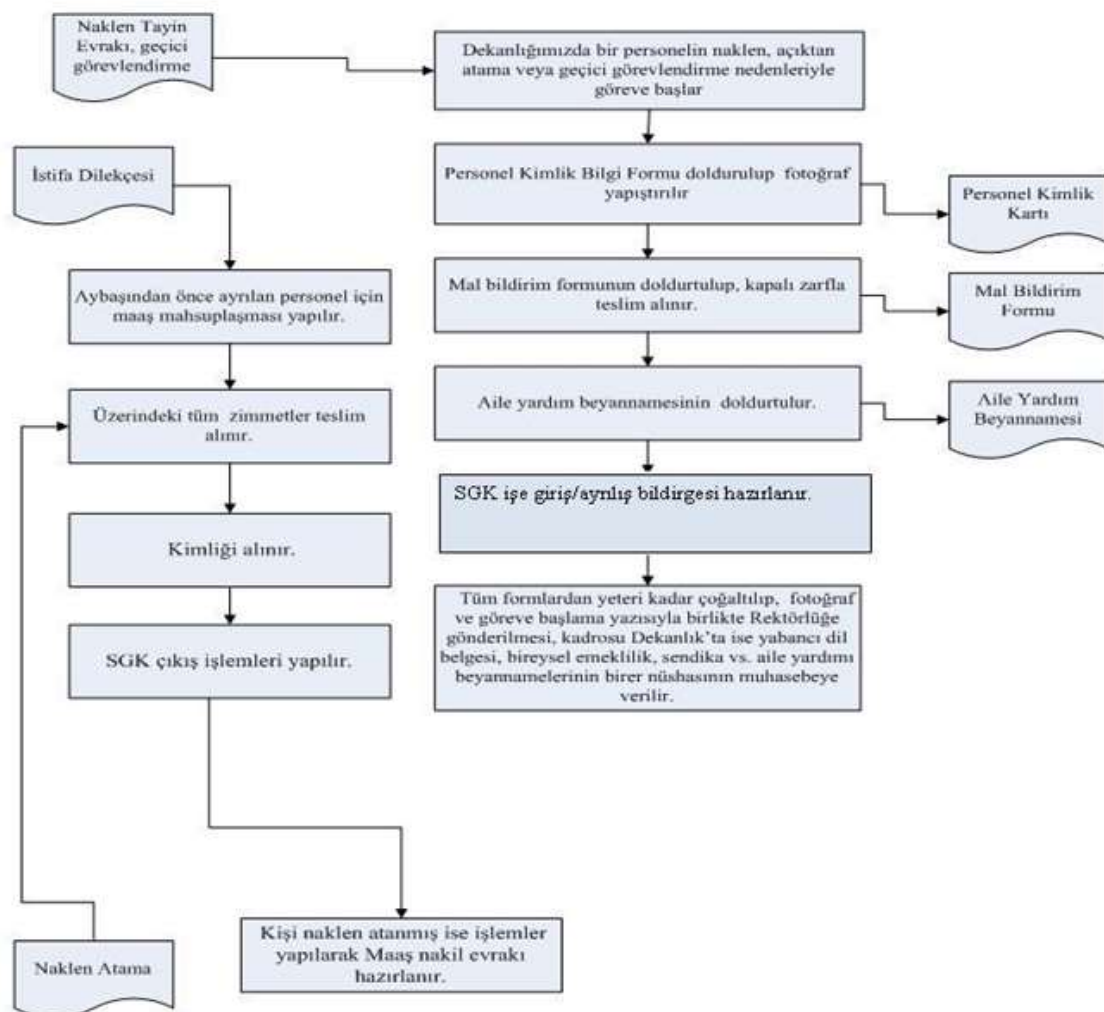 Naklen Tayin
Evrakı, geçici
görevlendirme
Dekanlığımızda bir personelin naklen, açıktan
atama veya geçici görevlendirme nedenleriyle
göreve başlar
İstifa Dilekçesi
Personel Kimlik Bilgi Formu doldurulup fotoğraf
yapıştırılır
Personel Kimlik
Kartı
Aybaşından önce ayrılan personel için
maaş mahsuplaşması yapılır.
Mal bildirim formunun doldurtulup, kapalı zarfla
teslim alınır.
Mal Bildirim
Formu
Üzerindeki tüm zimmetler teslim
alınır.
Aile yardım beyannamesinin doldurtulur.
Aile Yardım
Beyannamesi
SGK işe giriş/ayrılış bildirgesi hazırlanır.
Kimliği alınır.
Tüm formlardan yeteri kadar çoğaltılıp, fotoğraf
ve göreve başlama yazısıyla birlikte Rektörlüğe
gönderilmesi, kadrosu Dekanlık'ta ise yabancı dil
belgesi, bireysel emeklilik, sendika vs. aile yardımı
beyannamelerinin birer nüshasının muhasebeye
verilir.
SGK çıkış işlemleri yapılır.
Kişi naklen atanmış ise işlemler
yapılarak Maaş nakil evrakı
hazırlanır.
Naklen Atama